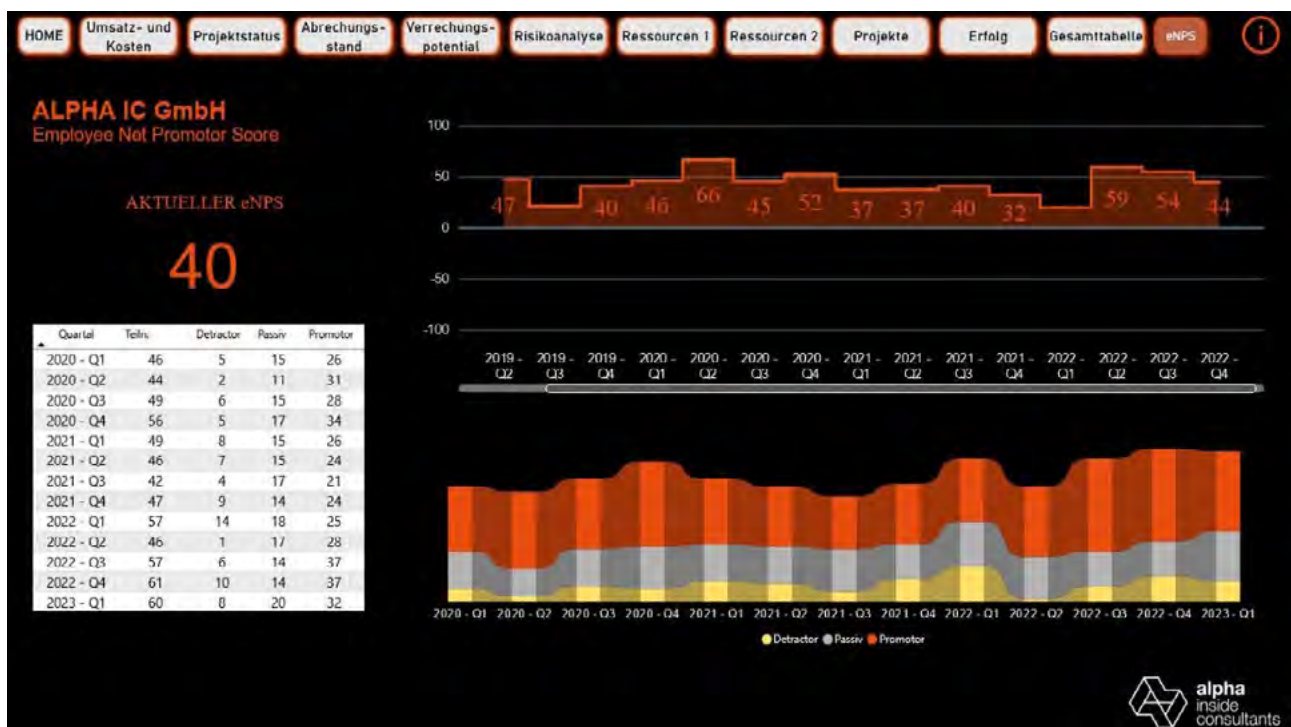 HOME
Umsatz- und
Kosten
Projektstatus
Abrechungs-
stand
Verrechungs-
potential
Risikoanalyse
Ressourcen 1
Ressourcen 2
Projekte
Erfolg
Gesamttabelle
eNPS
i
ALPHA IC GmbH
Employee Net Promotor Score
AKTUELLER eNPS
40
100
50
0
-50
-100
47 40 46 66 45 52 37 37 40 32 59 54 44
2019 - 2019 - 2019 - 2020 - 2020 - 2020 - 2020 - 2021 - 2021 - 2021 - 2021 - 2022 - 2022 - 2022 - 2022 -
Q2 Q3 Q4 Q1 Q2 Q3 Q4 Q1 Q2 Q3 Q4 Q1 Q2 Q3 Q4
Quartal Teiln. Detractor Passiv Promotor
2020 - Q1 46 5 15 26
2020 - Q2 44 2 11 31
2020 - Q3 49 6 15 28
2020 - Q4 56 5 17 34
2021 - Q1 49 8 15 26
2021 - Q2 46 7 15 24
2021 - Q3 42 4 17 21
2021 - Q4 47 9 14 24
2022 - Q1 57 14 18 25
2022 - Q2 46 1 17 28
2022 - Q3 57 6 14 37
2022 - Q4 61 10 14 37
2023 - Q1 60 8 20 32
2020 - Q1 2020 - Q2 2020 - Q3 2020 - Q4 2021 - Q1 2021 - Q2 2021 - Q3 2021 - Q4 2022 - Q1 2022 - Q2 2022 - Q3 2022 - Q4 2023 - Q1
Detractor Passiv Promotor
alpha
inside
consultants